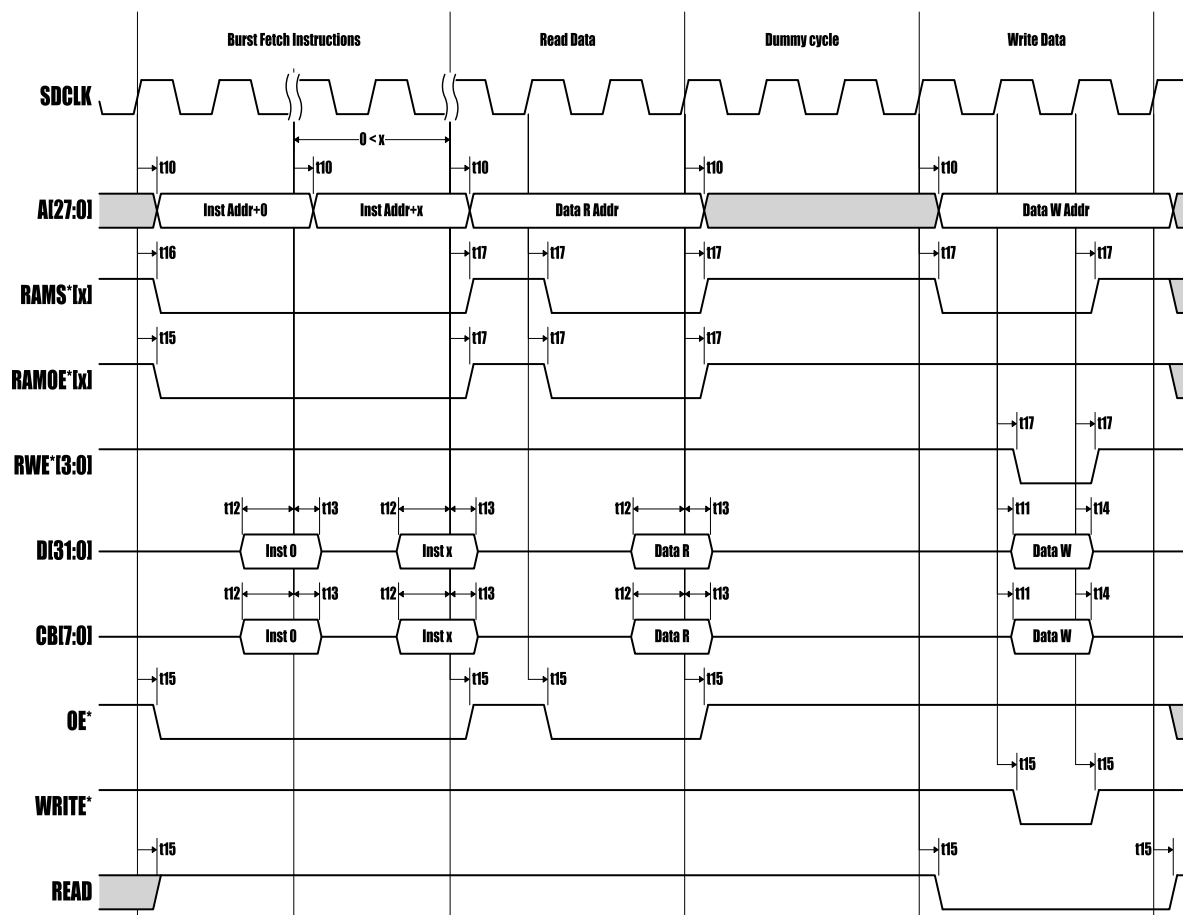 Burst Fetch Instructions Read Data Dummy cycle Write Data
SDCLK
0 < x
t10 t10 t10 t10 t10
A[27:0] Inst Addr+0 Inst Addr+x Data R Addr Data W Addr
t16 t17 t17 t17 t17 t17
RAMS*[x]
t15 t17 t17 t17
RAMOE*[x]
t17 t17
RWE*[3:0]
t12 t13 t12 t13 t12 t13 t11 t14
D[31:0] Inst 0 Inst x Data R Data W
t12 t13 t12 t13 t12 t13 t11 t14
CB[7:0] Inst 0 Inst x Data R Data W
t15 t15 t15 t15
OE*
t15 t15
WRITE*
t15 t15 t15
READ